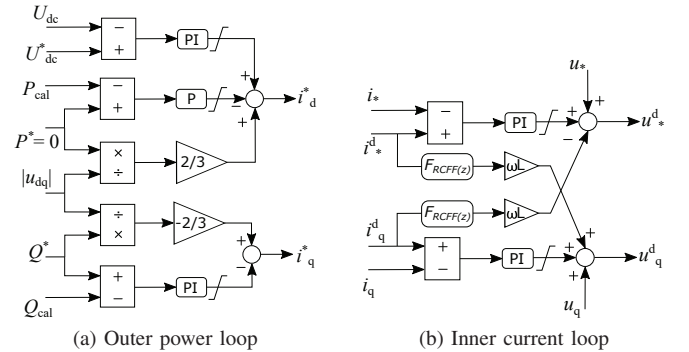 U_dc
U*_dc
−
+
PI
+
P_cal
−
+
P
−
i*_d
+
P*= 0
×
÷
2/3
|u_dq|
÷
×
-2/3
+
i*_q
−
Q*
+
−
PI
Q_cal
(a) Outer power loop
u_*
i_*
−
+
PI
+
+
−
u^d_*
i^d_*
F_RCFF(z)
ωL
F_RCFF(z)
ωL
i^d_q
+
−
PI
+
+
+
u^d_q
i_q
u_q
(b) Inner current loop